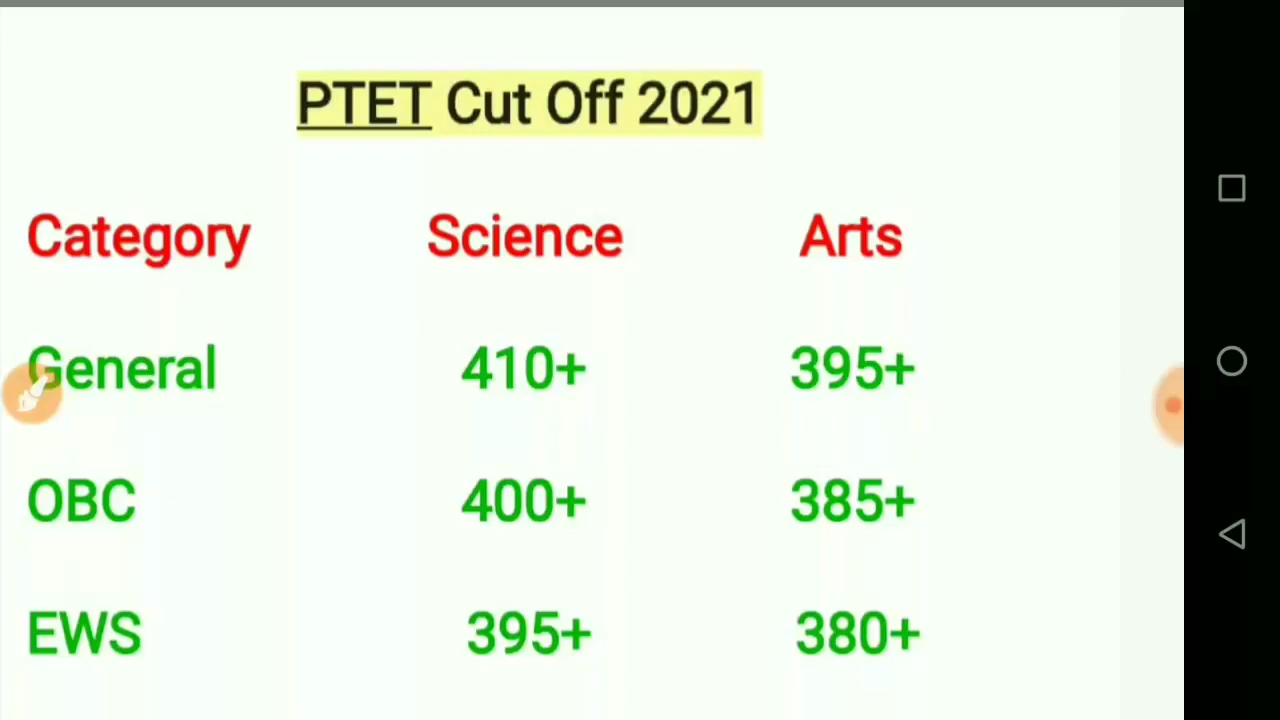 PTET Cut Off 2021
Category Science Arts
General 410+ 395+
OBC 400+ 385+
EWS 395+ 380+